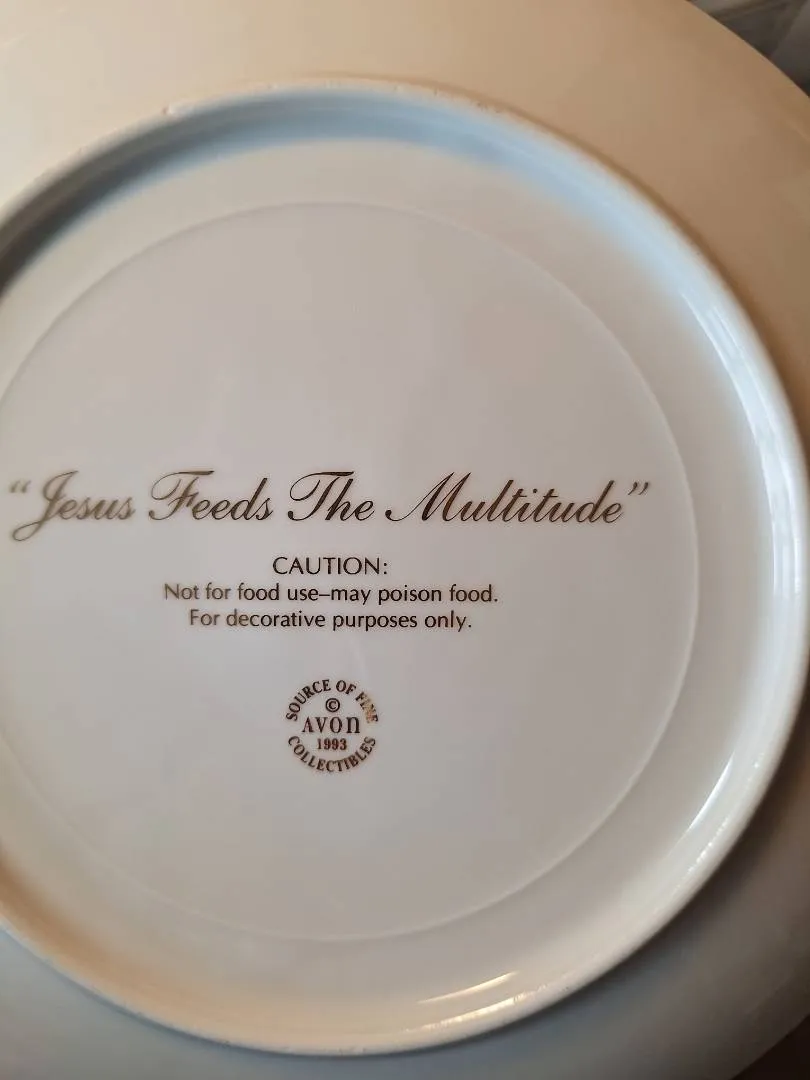 “Jesus Feeds The Multitude”
CAUTION:
Not for food use–may poison food.
For decorative purposes only.
SOURCE OF FINE
©
AVON
1993
COLLECTIBLES